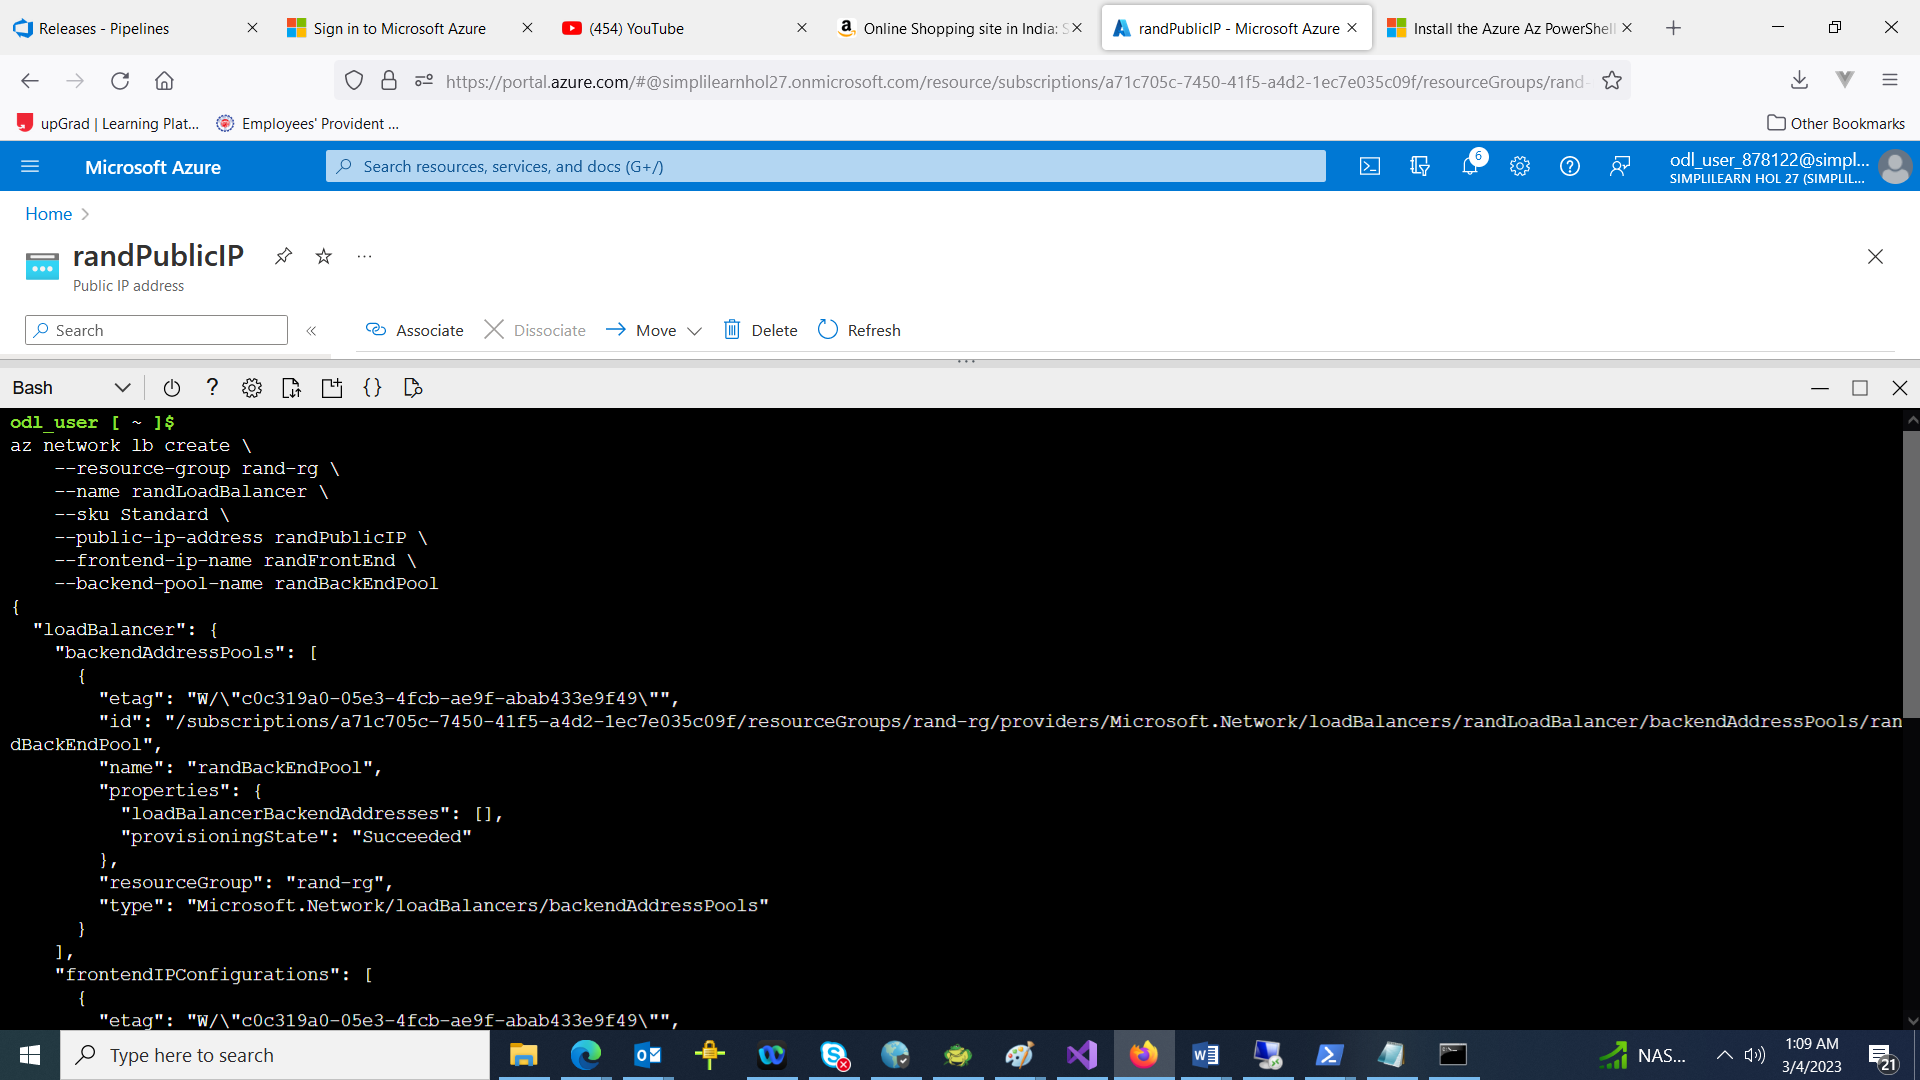 Releases - Pipelines
Sign in to Microsoft Azure
(454) YouTube
Online Shopping site in India: S
randPublicIP - Microsoft Azure
Install the Azure Az PowerShell
https://portal.azure.com/#@simplilearnhol27.onmicrosoft.com/resource/subscriptions/a71c705c-7450-41f5-a4d2-1ec7e035c09f/resourceGroups/rand-
upGrad | Learning Plat...
Employees' Provident ...
Other Bookmarks
Microsoft Azure
Search resources, services, and docs (G+/)
6
odl_user_878122@simpl...
SIMPLILEARN HOL 27 (SIMPLIL...
Home
randPublicIP
Public IP address
Search
Associate
Dissociate
Move
Delete
Refresh
Bash
odl_user [ ~ ]$
az network lb create \
    --resource-group rand-rg \
    --name randLoadBalancer \
    --sku Standard \
    --public-ip-address randPublicIP \
    --frontend-ip-name randFrontEnd \
    --backend-pool-name randBackEndPool
{
  "loadBalancer": {
    "backendAddressPools": [
      {
        "etag": "W/\"c0c319a0-05e3-4fcb-ae9f-abab433e9f49\"",
        "id": "/subscriptions/a71c705c-7450-41f5-a4d2-1ec7e035c09f/resourceGroups/rand-rg/providers/Microsoft.Network/loadBalancers/randLoadBalancer/backendAddressPools/ran
dBackEndPool",
        "name": "randBackEndPool",
        "properties": {
          "loadBalancerBackendAddresses": [],
          "provisioningState": "Succeeded"
        },
        "resourceGroup": "rand-rg",
        "type": "Microsoft.Network/loadBalancers/backendAddressPools"
      }
    ],
    "frontendIPConfigurations": [
      {
        "etag": "W/\"c0c319a0-05e3-4fcb-ae9f-abab433e9f49\"",
Type here to search
NAS...
1:09 AM
3/4/2023
21